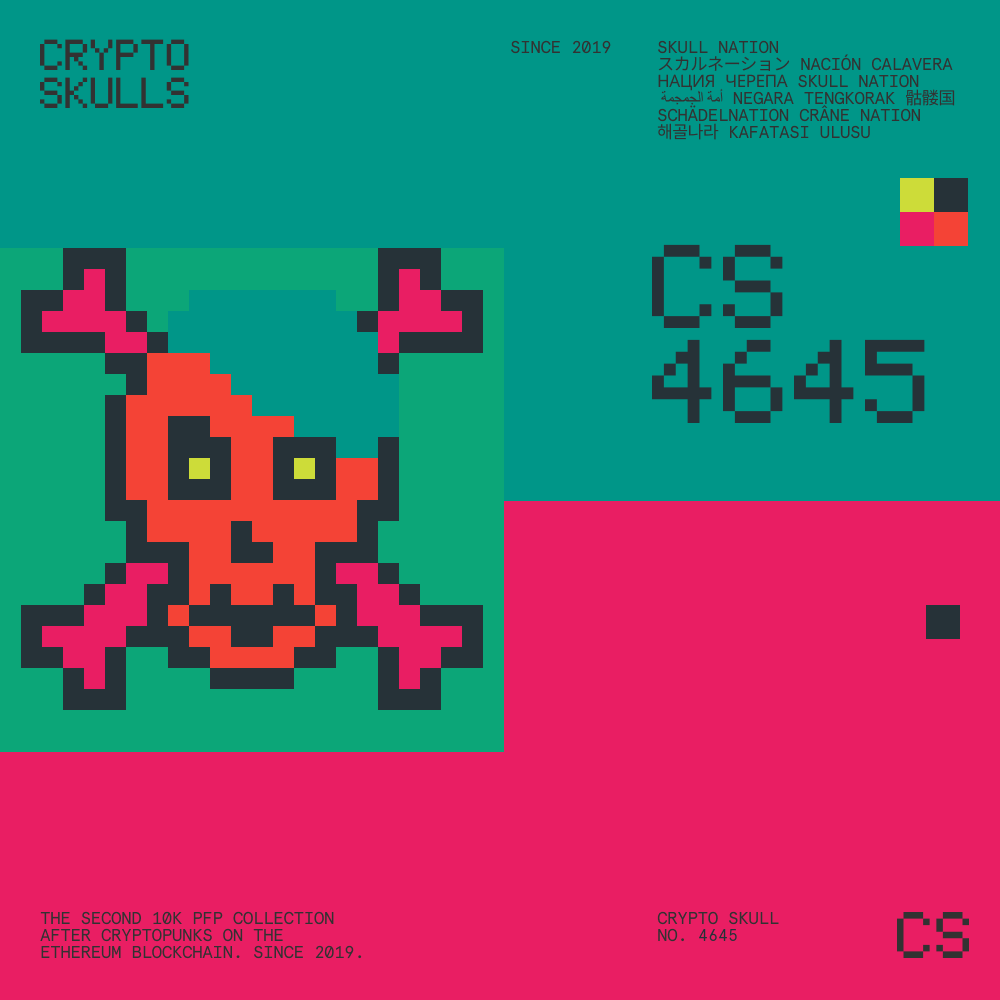 CRYPTO
SKULLS
SINCE 2019
SKULL NATION
スカルネーション NACIÓN CALAVERA
НАЦИЯ ЧЕРЕПА SKULL NATION
أمة الجمجمة NEGARA TENGKORAK 骷髅国
SCHÄDELNATION CRÂNE NATION
해골나라 KAFATASI ULUSU
CS
4645
THE SECOND 10K PFP COLLECTION
AFTER CRYPTOPUNKS ON THE
ETHEREUM BLOCKCHAIN. SINCE 2019.
CRYPTO SKULL
NO. 4645
CS